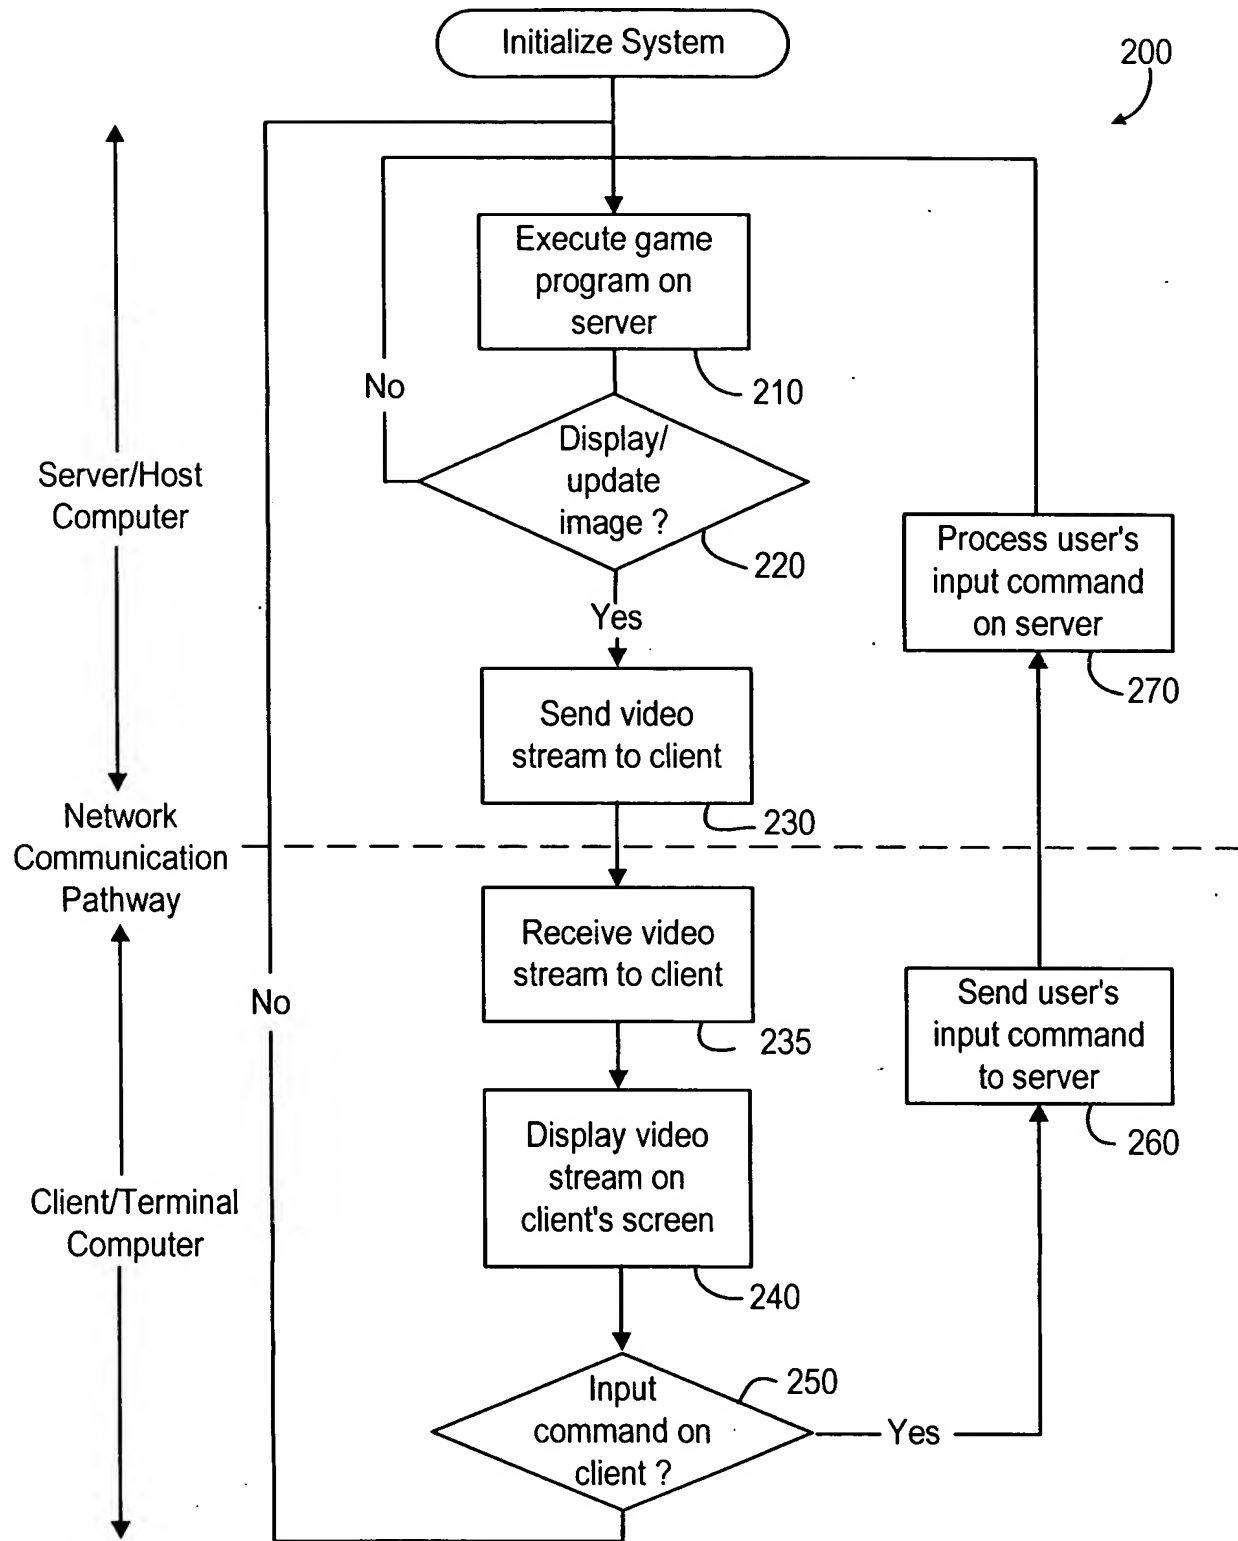 Initialize System
200
Execute game
program on
server
210
No
Display/
update
image ?
220
Server/Host
Computer
Process user's
input command
on server
270
Yes
Send video
stream to client
230
Network
Communication
Pathway
Receive video
stream to client
235
No
Send user's
input command
to server
260
Display video
stream on
client's screen
240
Client/Terminal
Computer
Input
command on
client ?
250
Yes